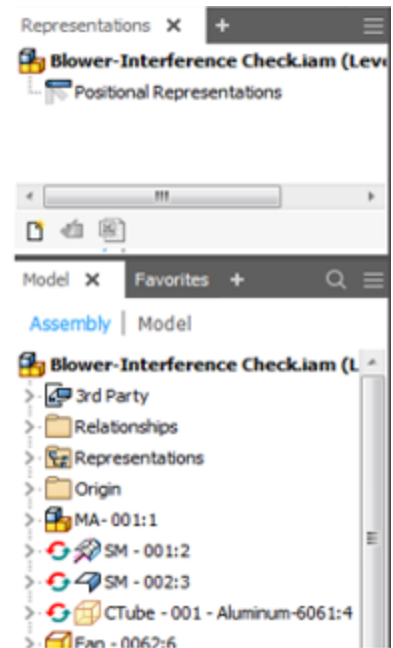 Representations
Blower-Interference Check.iam (Leve
Positional Representations
Model Favorites
Assembly | Model
Blower-Interference Check.iam (L
3rd Party
Relationships
Representations
Origin
MA-001:1
SM - 001:2
SM - 002:3
CTube - 001 - Aluminum-6061:4
Fan - 0062:6